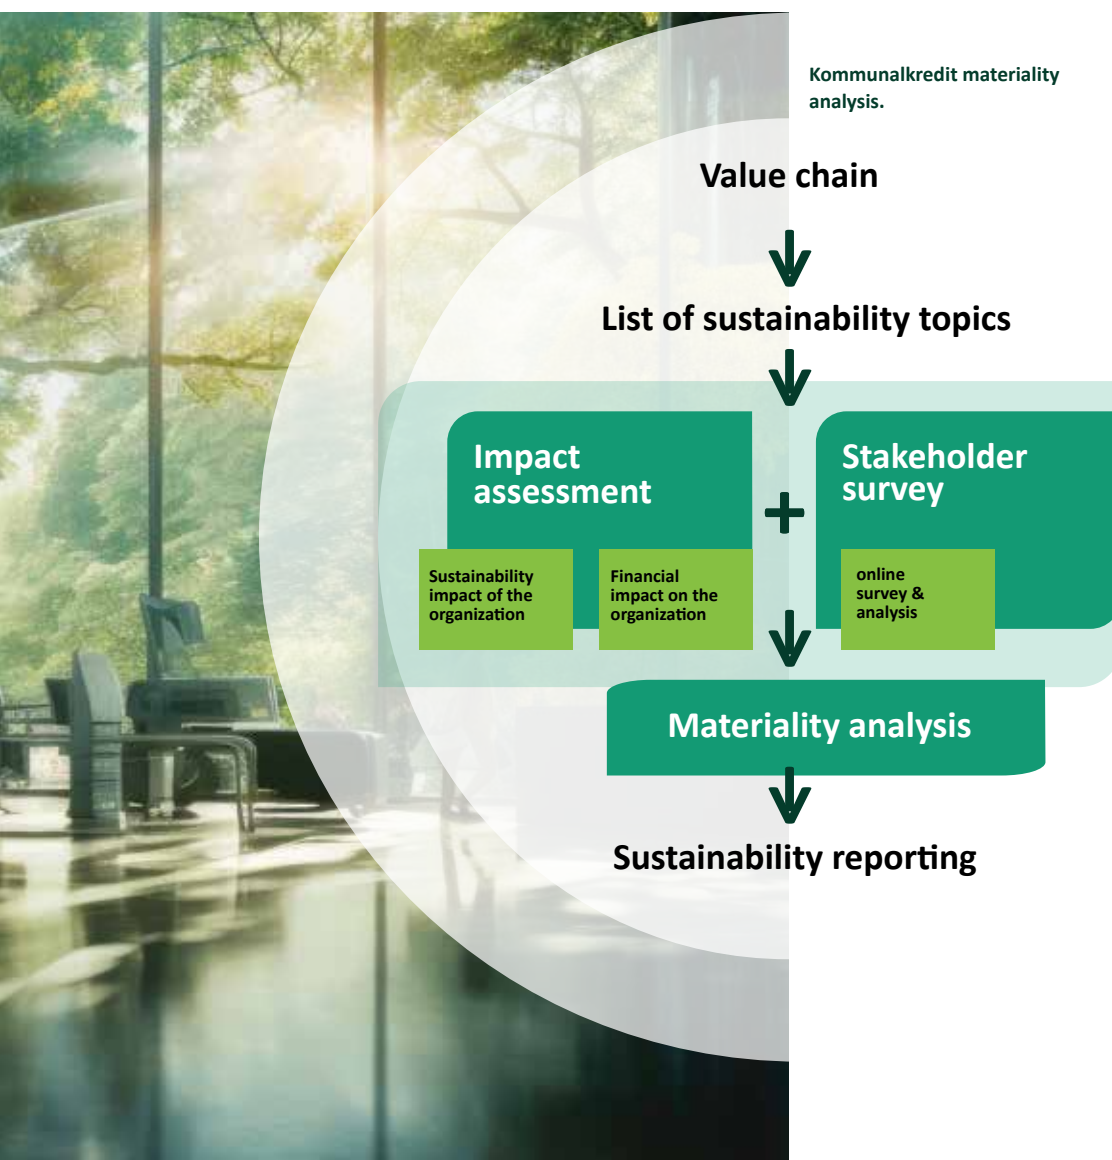 Kommunalkredit materiality
analysis.
Value chain
List of sustainability topics
Impact
assessment
+
Stakeholder
survey
Sustainability
impact of the
organization
Financial
impact on the
organization
online
survey &
analysis
Materiality analysis
Sustainability reporting